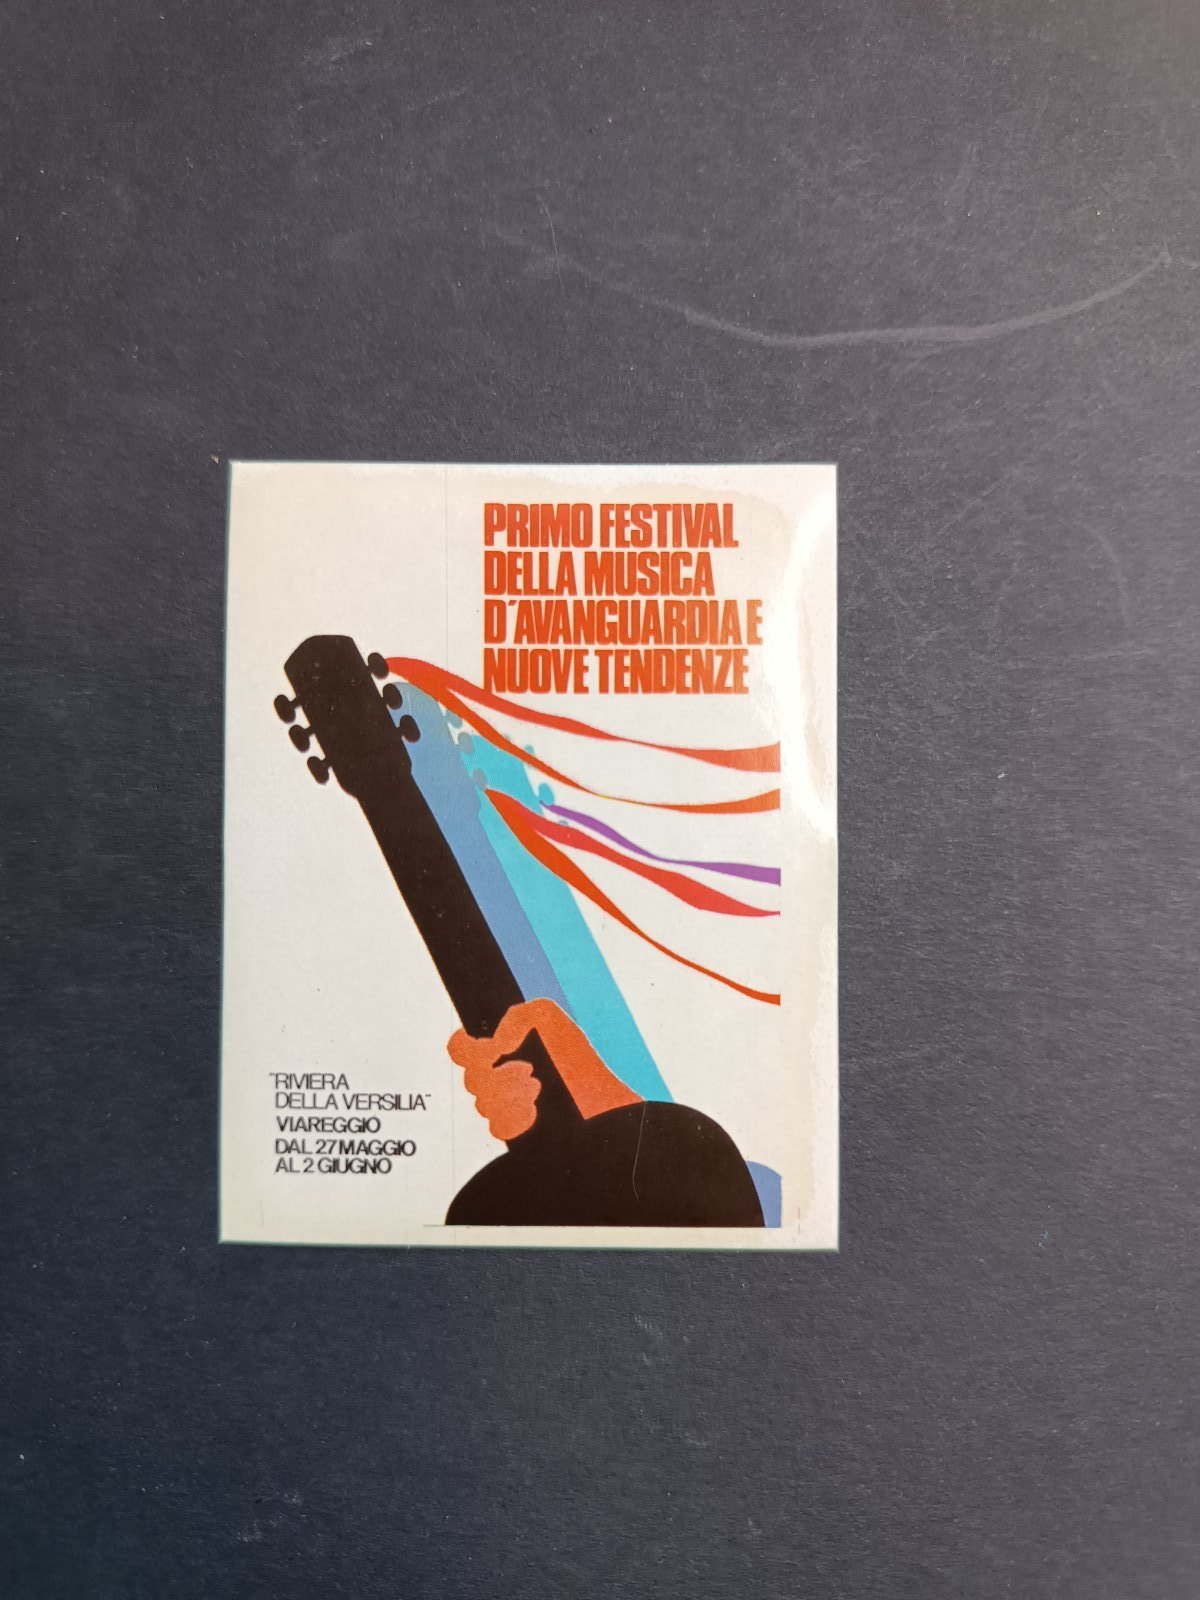 PRIMO FESTIVAL
DELLA MUSICA
D'AVANGUARDIA E
NUOVE TENDENZE
"RIVIERA
DELLA VERSILIA"
VIAREGGIO
DAL 27 MAGGIO
AL 2 GIUGNO